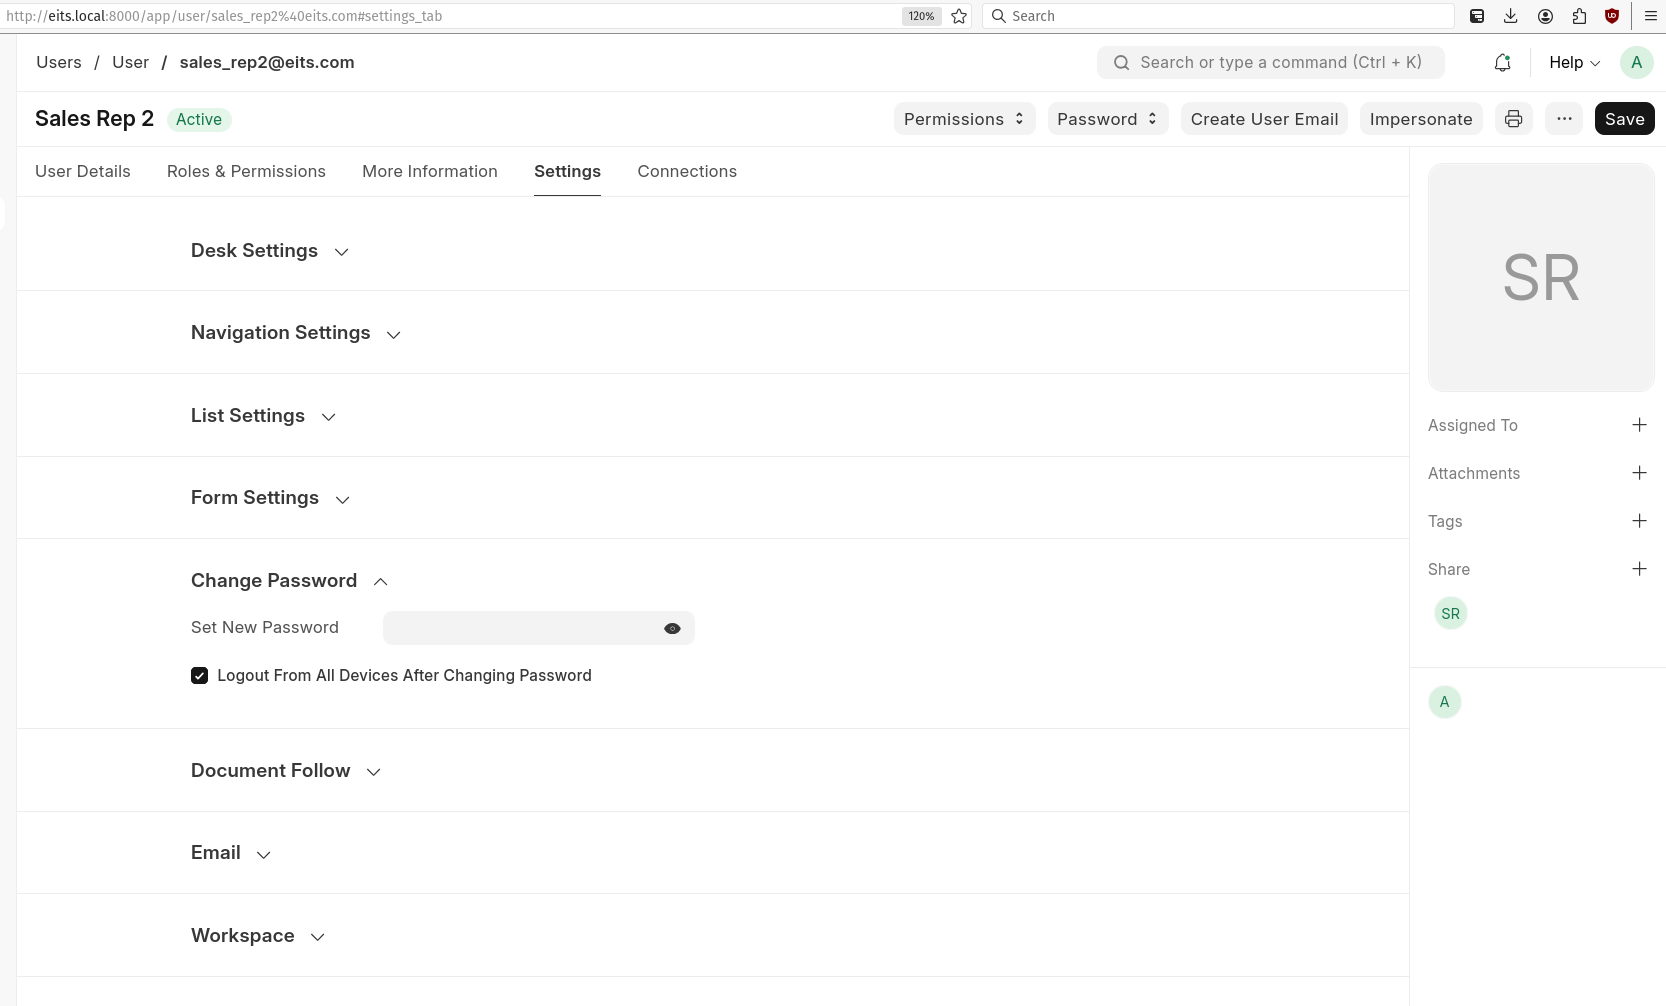 http://eits.local:8000/app/user/sales_rep2%40eits.com#settings_tab 120% Search
Users / User / sales_rep2@eits.com Search or type a command (Ctrl + K) Help A
Sales Rep 2 Active Permissions Password Create User Email Impersonate ··· Save
User Details Roles & Permissions More Information Settings Connections
Desk Settings
Navigation Settings
List Settings
Form Settings
Change Password
Set New Password
Logout From All Devices After Changing Password
Document Follow
Email
Workspace
SR
Assigned To
Attachments
Tags
Share
SR
A